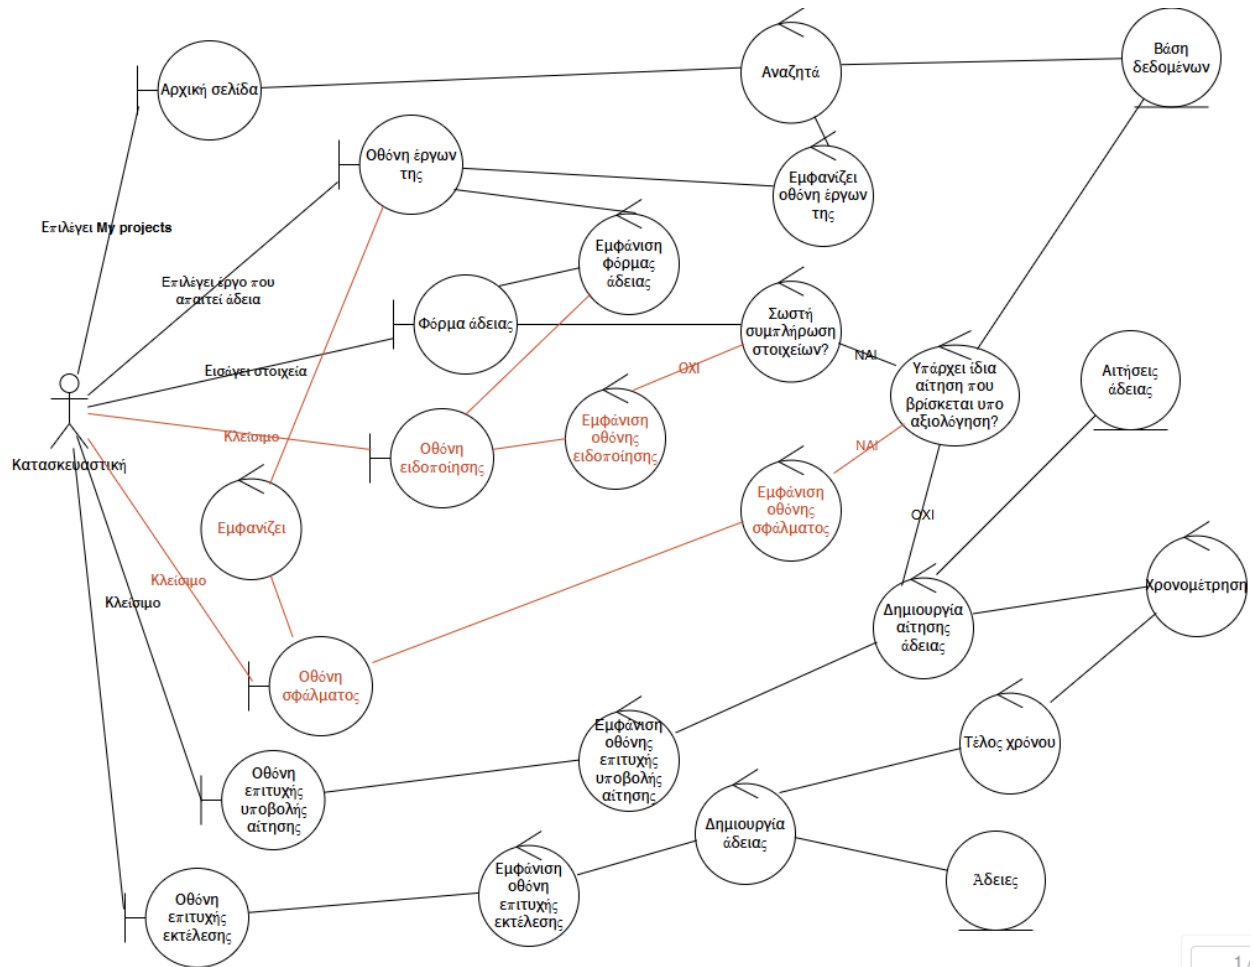 Αρχική σελίδα
Αναζητά
Βάση
δεδομένων
Οθόνη έργων
της
Εμφανίζει
οθόνη έργων
της
Επιλέγει My projects
Εμφάνιση
φόρμας
άδειας
Επιλέγει έργο που
απαιτεί άδεια
Φόρμα άδειας
Σωστή
συμπλήρωση
στοιχείων?
ΝΑΙ
Υπάρχει ίδια
αίτηση που
βρίσκεται υπο
αξιολόγηση?
Αιτήσεις
άδειας
Εισάγει στοιχεία
ΟΧΙ
Κατασκευαστική
Κλείσιμο
Οθόνη
ειδοποίησης
Εμφάνιση
οθόνης
ειδοποίησης
ΝΑΙ
Εμφανίζει
Εμφάνιση
οθόνης
σφάλματος
ΟΧΙ
Κλείσιμο
Κλείσιμο
Δημιουργία
αίτησης
άδειας
Χρονομέτρηση
Οθόνη
σφάλματος
Εμφάνιση
οθόνης
επιτυχής
υποβολής
αίτησης
Τέλος χρόνου
Οθόνη
επιτυχής
υποβολής
αίτησης
Δημιουργία
άδειας
Εμφάνιση
οθόνη
επιτυχής
εκτέλεσης
Άδειες
Οθόνη
επιτυχής
εκτέλεσης
1 /